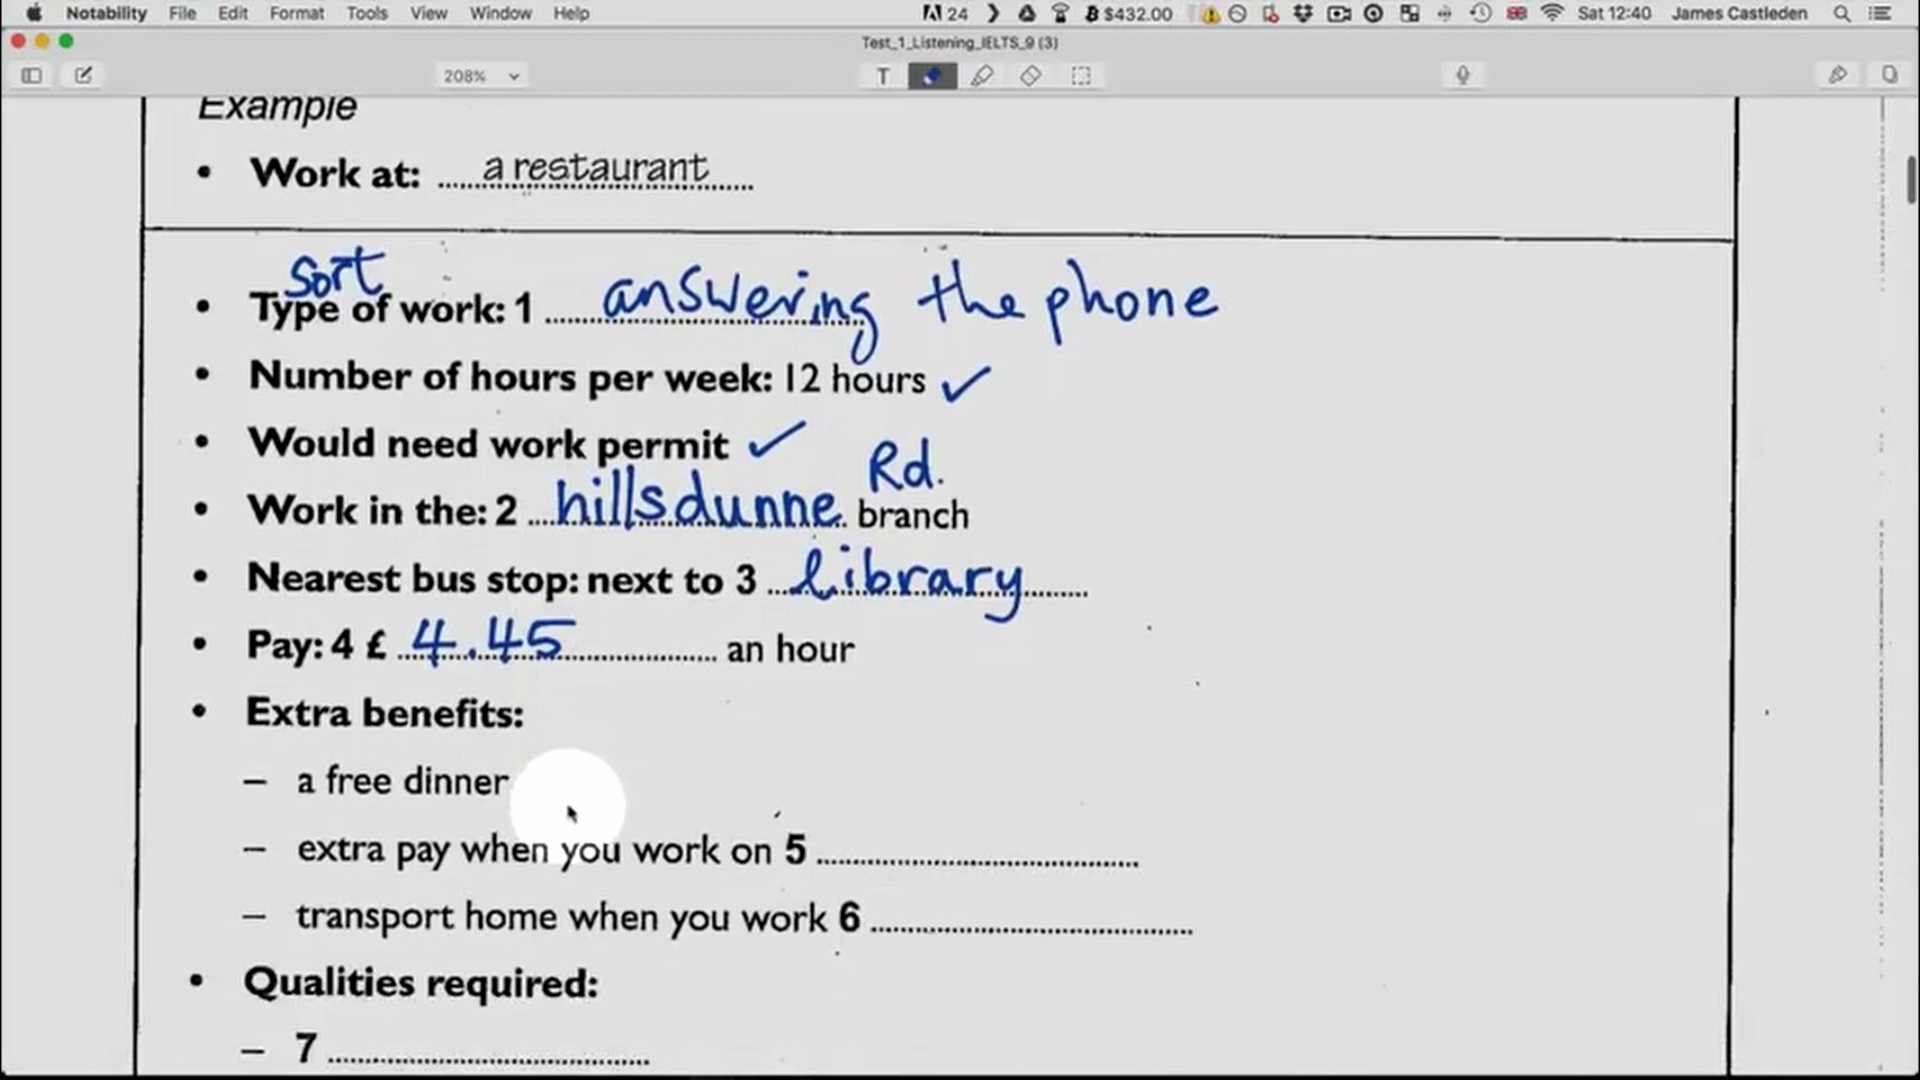 Notability File Edit Format Tools View Window Help 24 $432.00 Sat 12:40 James Castleden
Test_1_Listening_IELTS_9 (3)
208% T
Example
• Work at: a restaurant
sort
• Type of work: 1 answering the phone
• Number of hours per week: 12 hours ✓
• Would need work permit ✓
Rd.
• Work in the: 2 hillsdunne branch
• Nearest bus stop: next to 3 library
• Pay: 4 £ 4.45 an hour
• Extra benefits:
– a free dinner
– extra pay when you work on 5
– transport home when you work 6
• Qualities required:
– 7